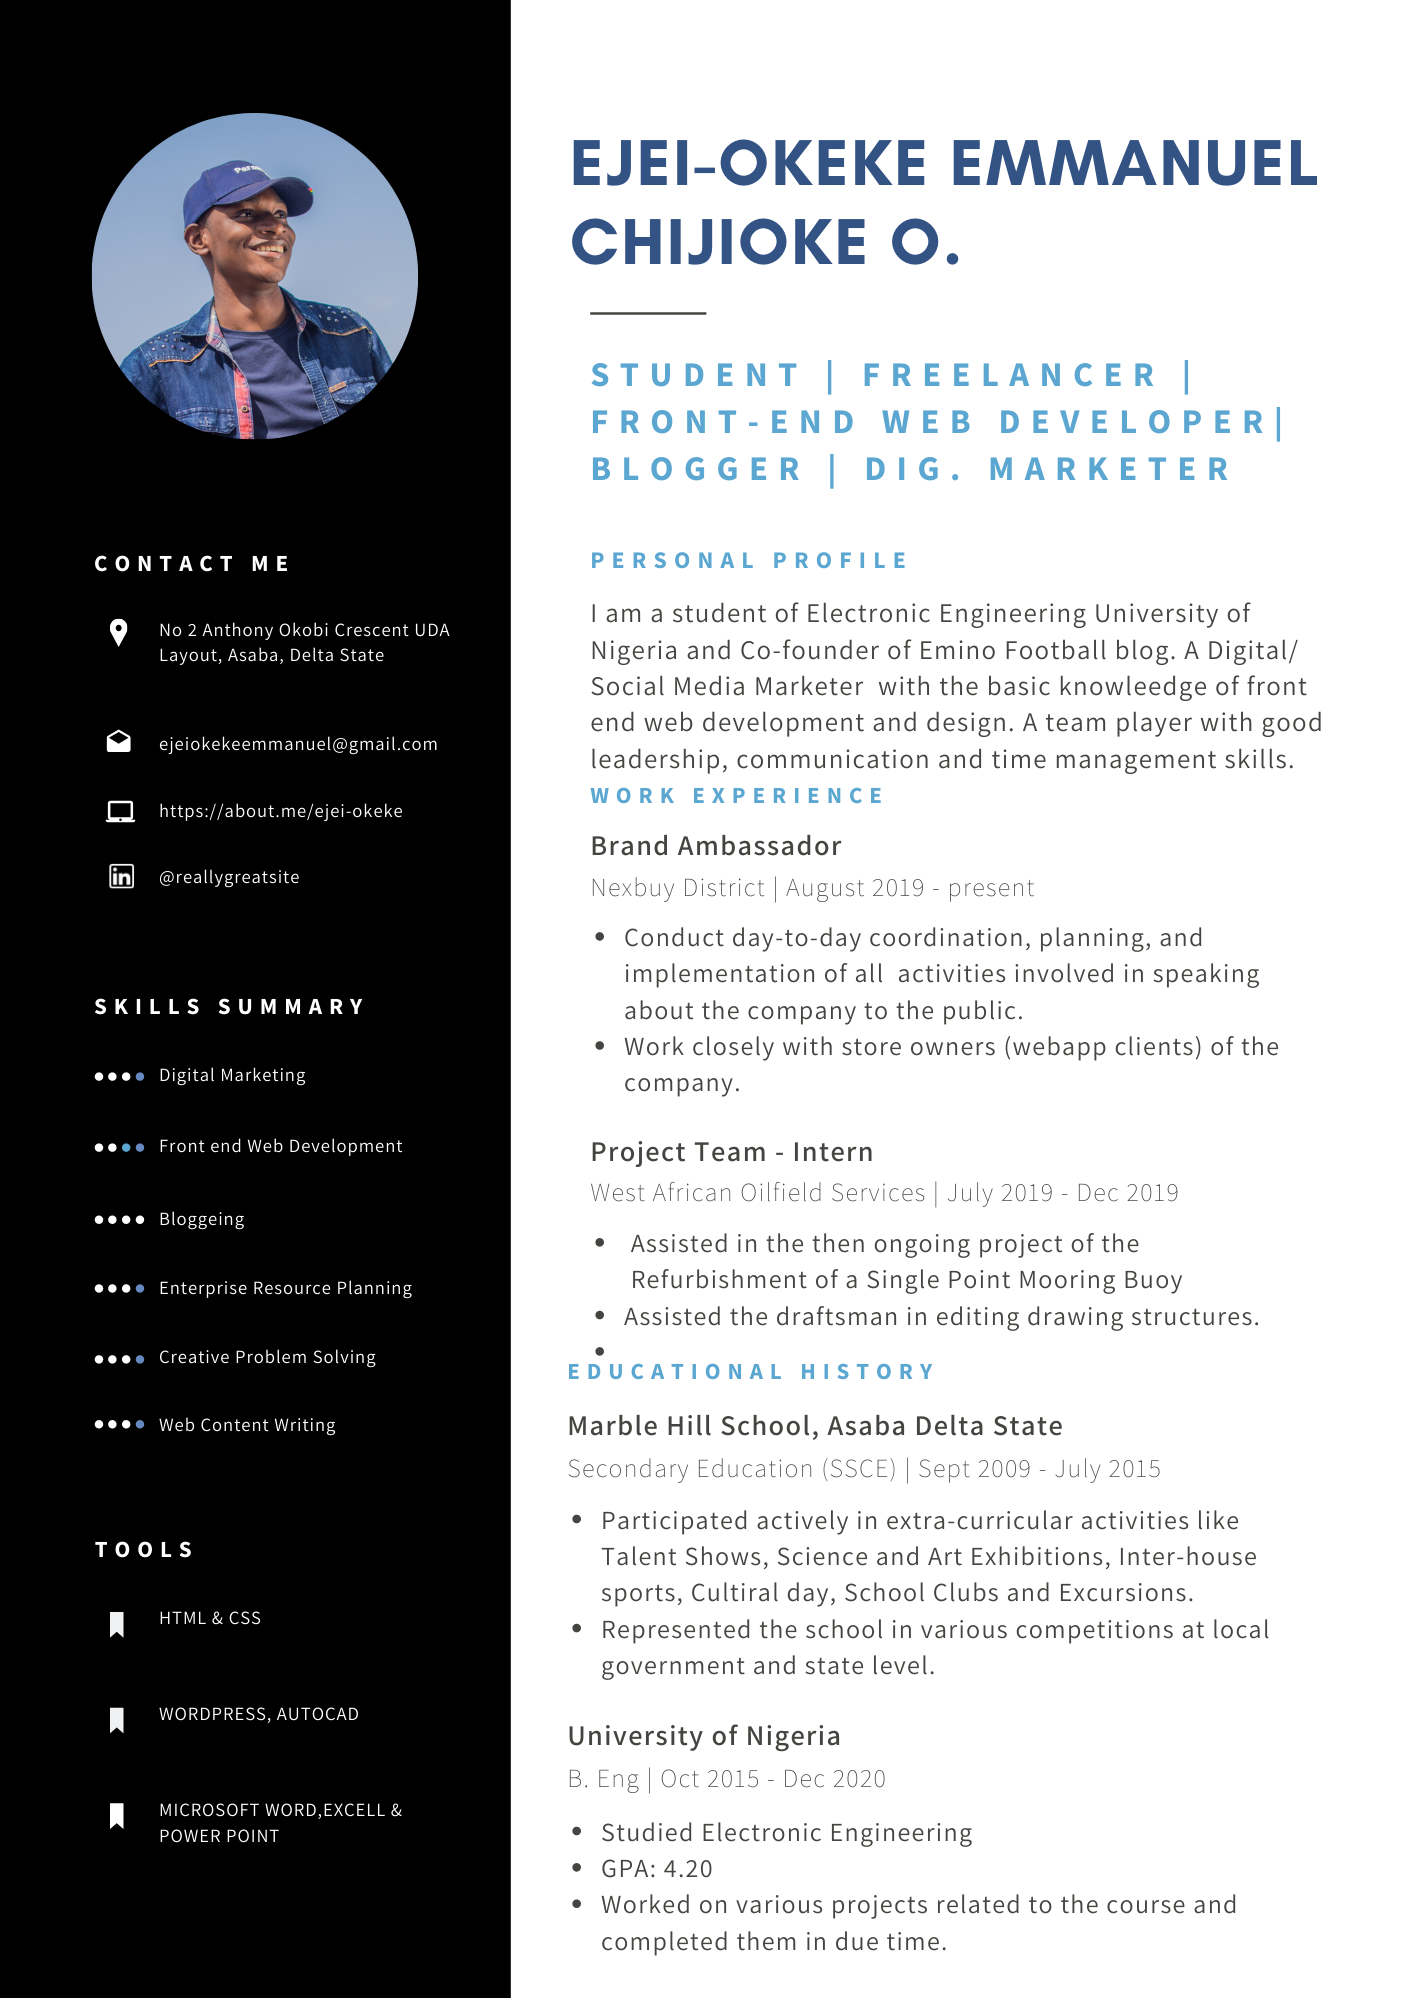 EJEI-OKEKE EMMANUEL
CHIJIOKE O.
STUDENT | FREELANCER |
FRONT-END WEB DEVELOPER|
BLOGGER | DIG. MARKETER
CONTACT ME
No 2 Anthony Okobi Crescent UDA
Layout, Asaba, Delta State
ejeiokekeemmanuel@gmail.com
https://about.me/ejei-okeke
@reallygreatsite
SKILLS SUMMARY
Digital Marketing
Front end Web Development
Bloggeing
Enterprise Resource Planning
Creative Problem Solving
Web Content Writing
TOOLS
HTML & CSS
WORDPRESS, AUTOCAD
MICROSOFT WORD,EXCELL &
POWER POINT
PERSONAL PROFILE
I am a student of Electronic Engineering University of
Nigeria and Co-founder of Emino Football blog. A Digital/
Social Media Marketer  with the basic knowleedge of front
end web development and design. A team player with good
leadership, communication and time management skills.
WORK EXPERIENCE
Brand Ambassador
Nexbuy District | August 2019 - present
• Conduct day-to-day coordination, planning, and
implementation of all  activities involved in speaking
about the company to the public.
• Work closely with store owners (webapp clients) of the
company.
Project Team - Intern
West African Oilfield Services | July 2019 - Dec 2019
• Assisted in the then ongoing project of the
Refurbishment of a Single Point Mooring Buoy
• Assisted the draftsman in editing drawing structures.
•
EDUCATIONAL HISTORY
Marble Hill School, Asaba Delta State
Secondary Education (SSCE) | Sept 2009 - July 2015
• Participated actively in extra-curricular activities like
Talent Shows, Science and Art Exhibitions, Inter-house
sports, Cultiral day, School Clubs and Excursions.
• Represented the school in various competitions at local
government and state level.
University of Nigeria
B. Eng | Oct 2015 - Dec 2020
• Studied Electronic Engineering
• GPA: 4.20
• Worked on various projects related to the course and
completed them in due time.